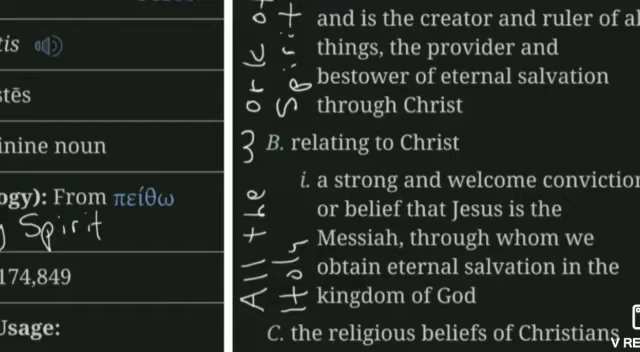 tis
stēs
inine noun
ogy): From πείθω
Spirit
174,849
Usage:
and is the creator and ruler of al
things, the provider and
bestower of eternal salvation
through Christ
B. relating to Christ
i. a strong and welcome conviction
or belief that Jesus is the
Messiah, through whom we
obtain eternal salvation in the
kingdom of God
C. the religious beliefs of Christians
All the work of
Holy Spirit
V RE